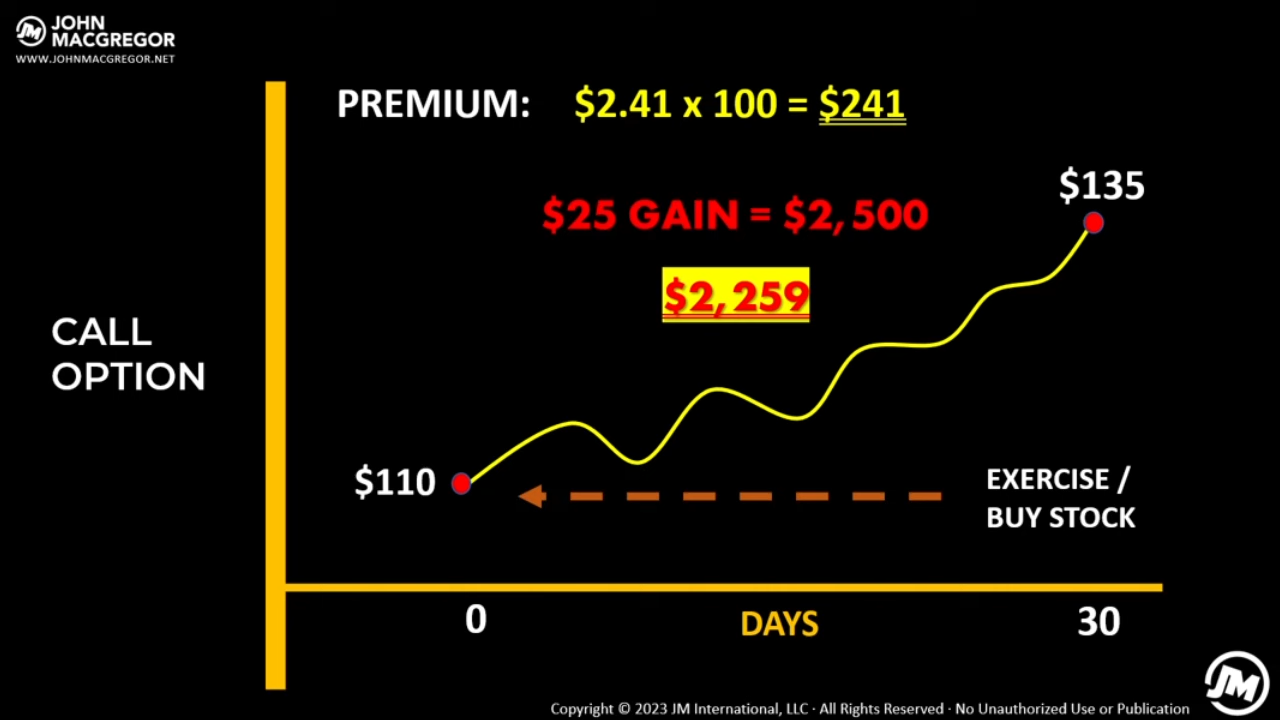 JM JOHN
MACGREGOR
WWW.JOHNMACGREGOR.NET
PREMIUM: $2.41 x 100 = $241
$135
$25 GAIN = $2,500
$2,259
CALL
OPTION
$110
EXERCISE /
BUY STOCK
0 DAYS 30
JM
Copyright © 2023 JM International, LLC · All Rights Reserved · No Unauthorized Use or Publication